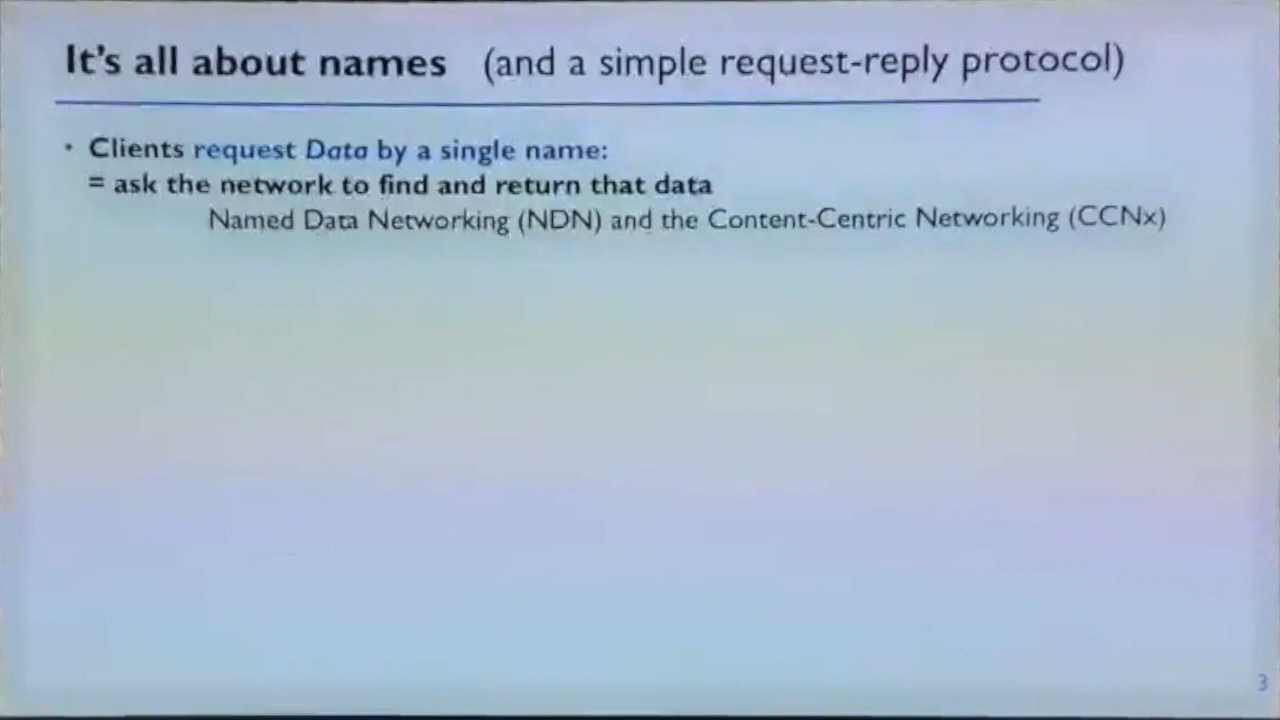 It's all about names (and a simple request-reply protocol)
• Clients request Data by a single name:
= ask the network to find and return that data
Named Data Networking (NDN) and the Content-Centric Networking (CCNx)
3